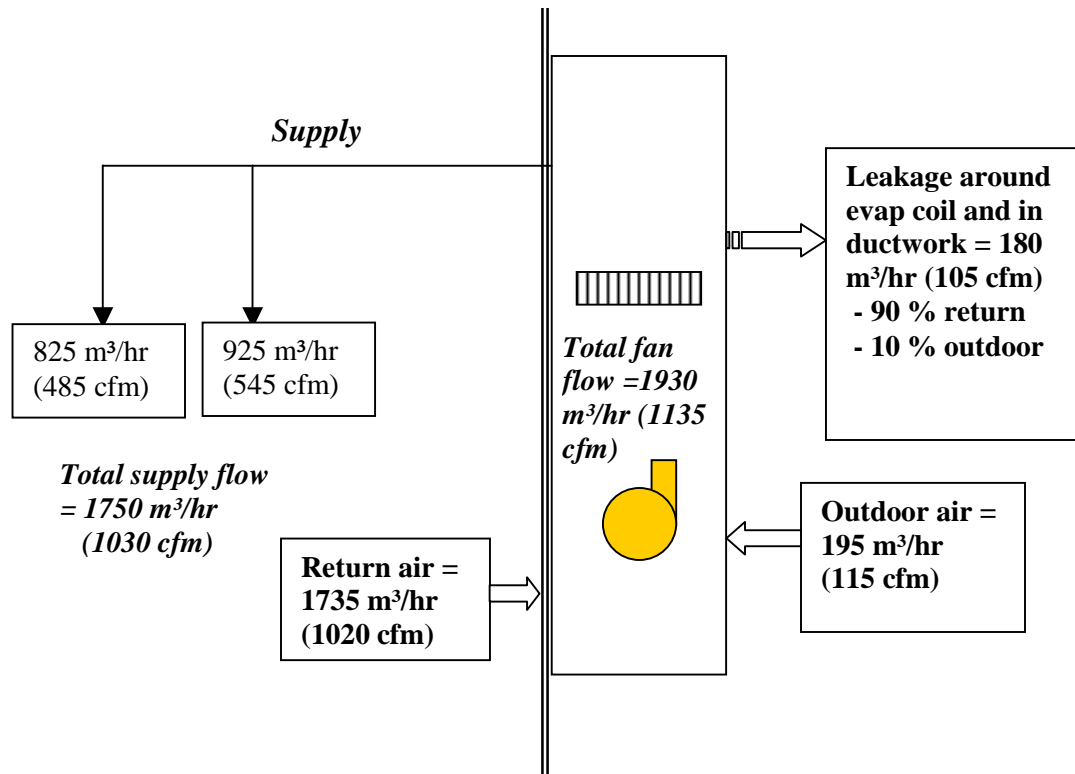 Supply
Leakage around
evap coil and in
ductwork = 180
m³/hr (105 cfm)
- 90 % return
- 10 % outdoor
825 m³/hr
(485 cfm)
925 m³/hr
(545 cfm)
Total fan
flow =1930
m³/hr (1135
cfm)
Total supply flow
= 1750 m³/hr
(1030 cfm)
Return air =
1735 m³/hr
(1020 cfm)
Outdoor air =
195 m³/hr
(115 cfm)